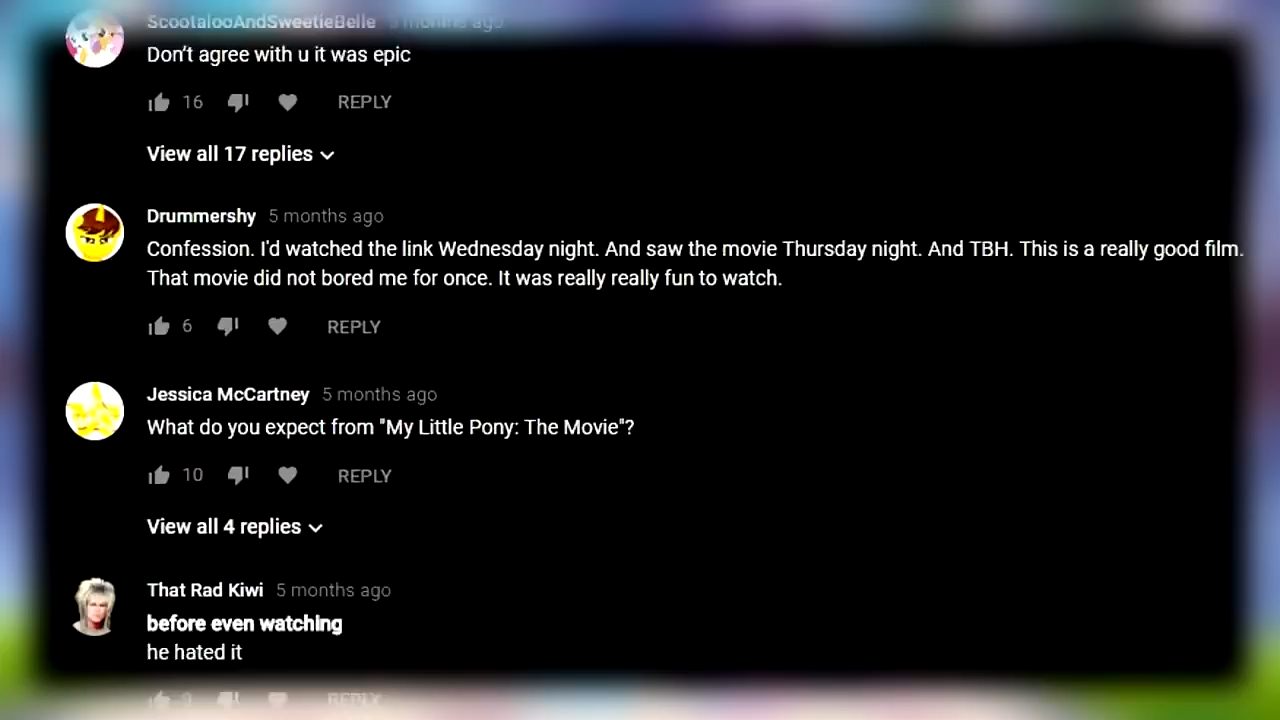 ScootalooAndSweetieBelle 6 months ago
Don't agree with u it was epic
16 REPLY
View all 17 replies
Drummershy 5 months ago
Confession. I'd watched the link Wednesday night. And saw the movie Thursday night. And TBH. This is a really good film.
That movie did not bored me for once. It was really really fun to watch.
6 REPLY
Jessica McCartney 5 months ago
What do you expect from "My Little Pony: The Movie"?
10 REPLY
View all 4 replies
That Rad Kiwi 5 months ago
before even watching
he hated it
9 REPLY